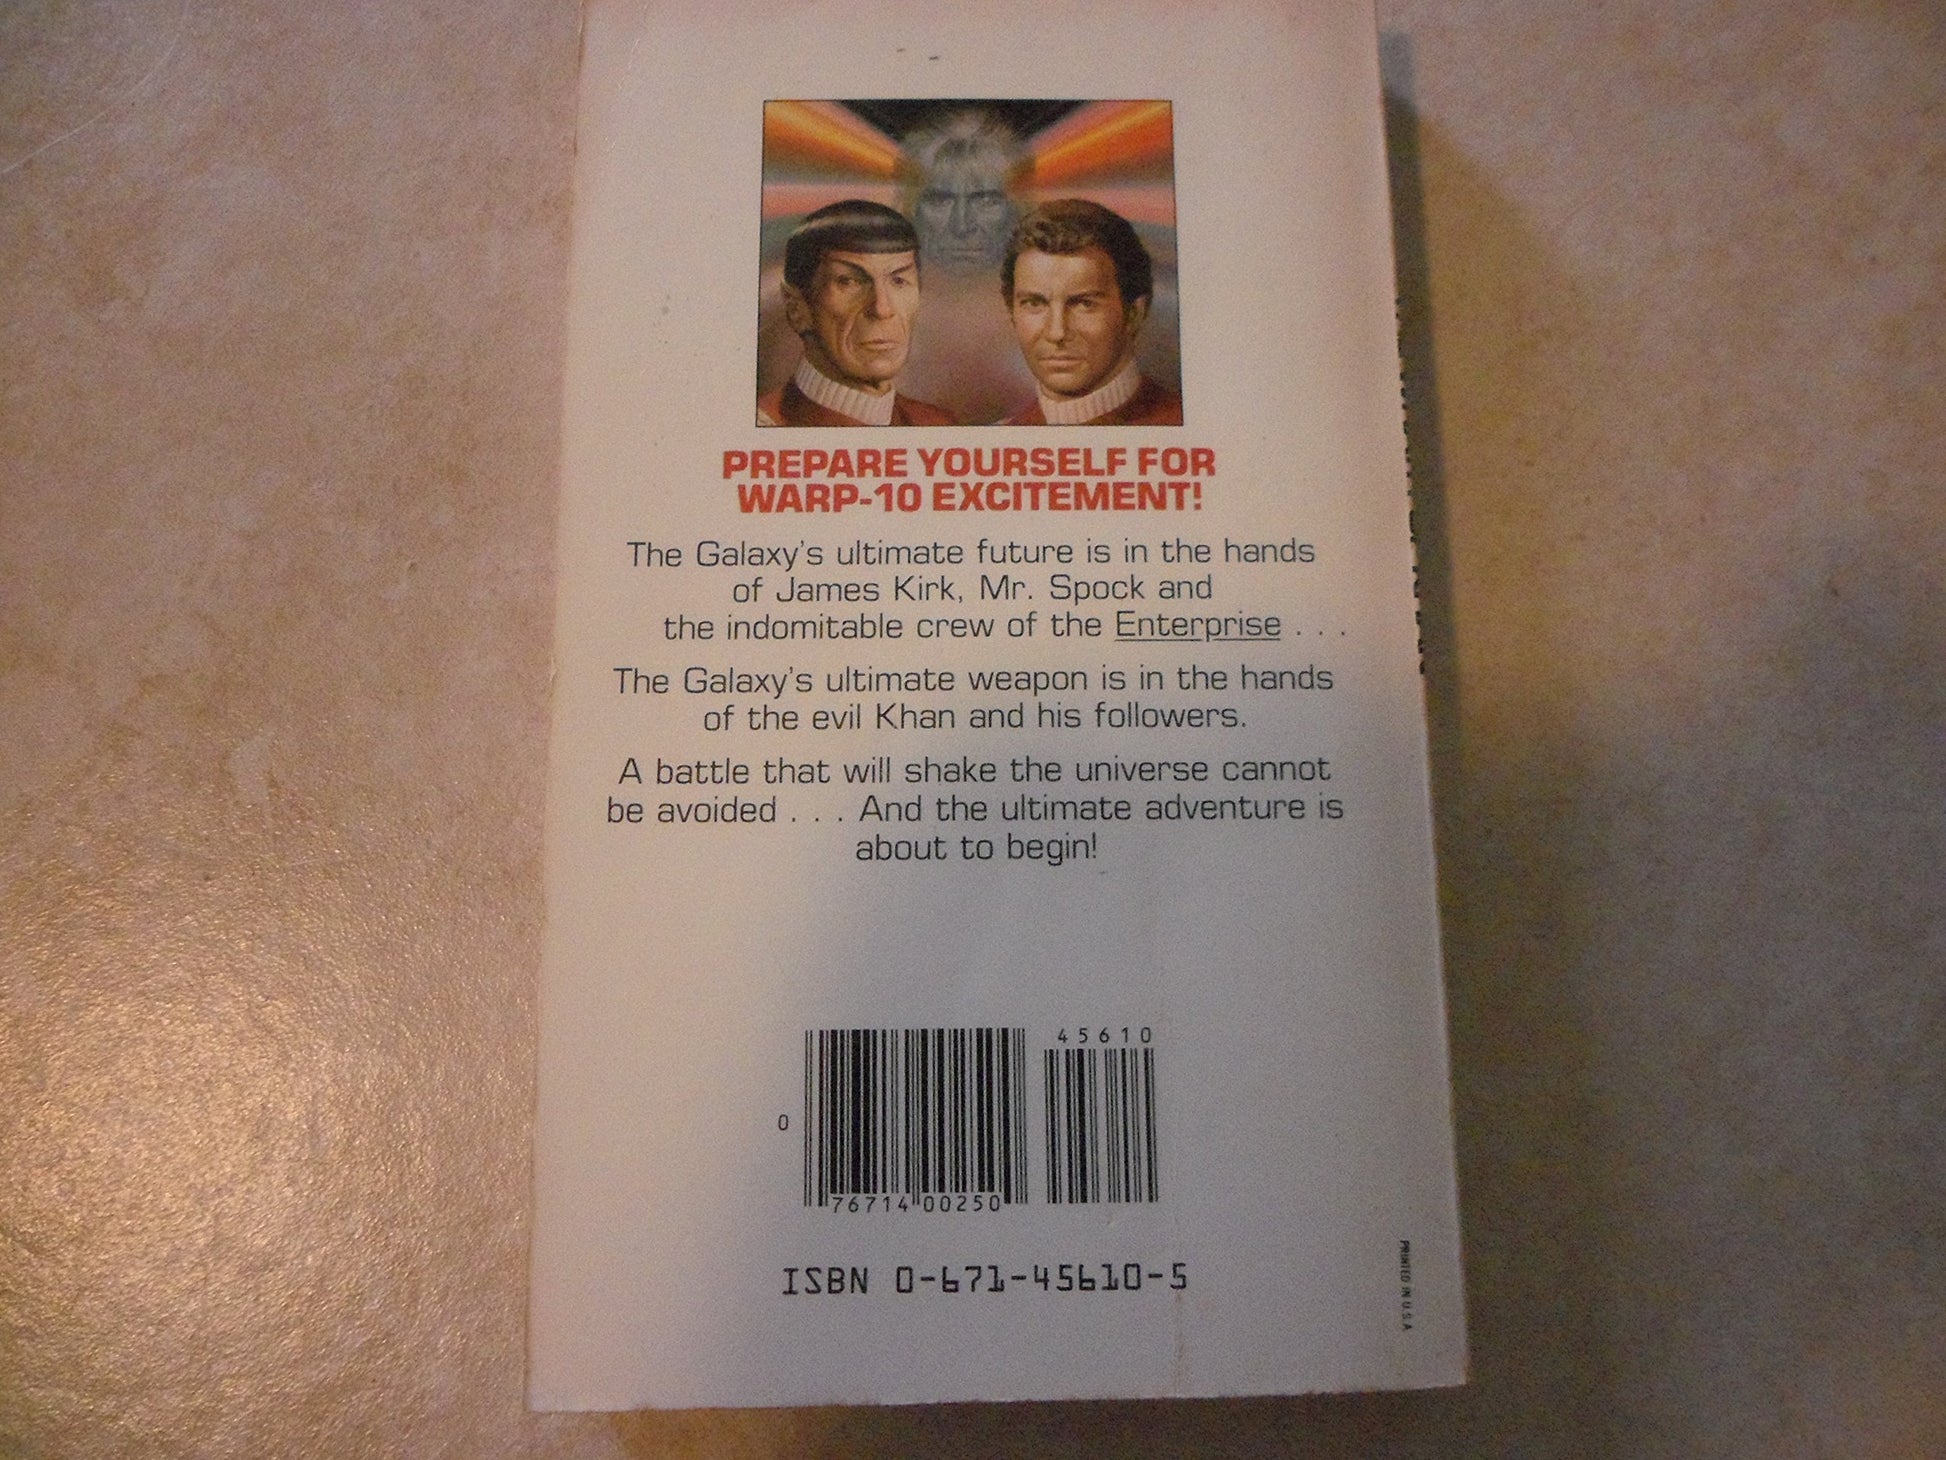 PREPARE YOURSELF FOR
WARP-10 EXCITEMENT!
The Galaxy's ultimate future is in the hands
of James Kirk, Mr. Spock and
the indomitable crew of the Enterprise . . .
The Galaxy's ultimate weapon is in the hands
of the evil Khan and his followers.
A battle that will shake the universe cannot
be avoided . . . And the ultimate adventure is
about to begin!
45610
0
76714 00250
ISBN 0-671-45610-5
PRINTED IN U.S.A